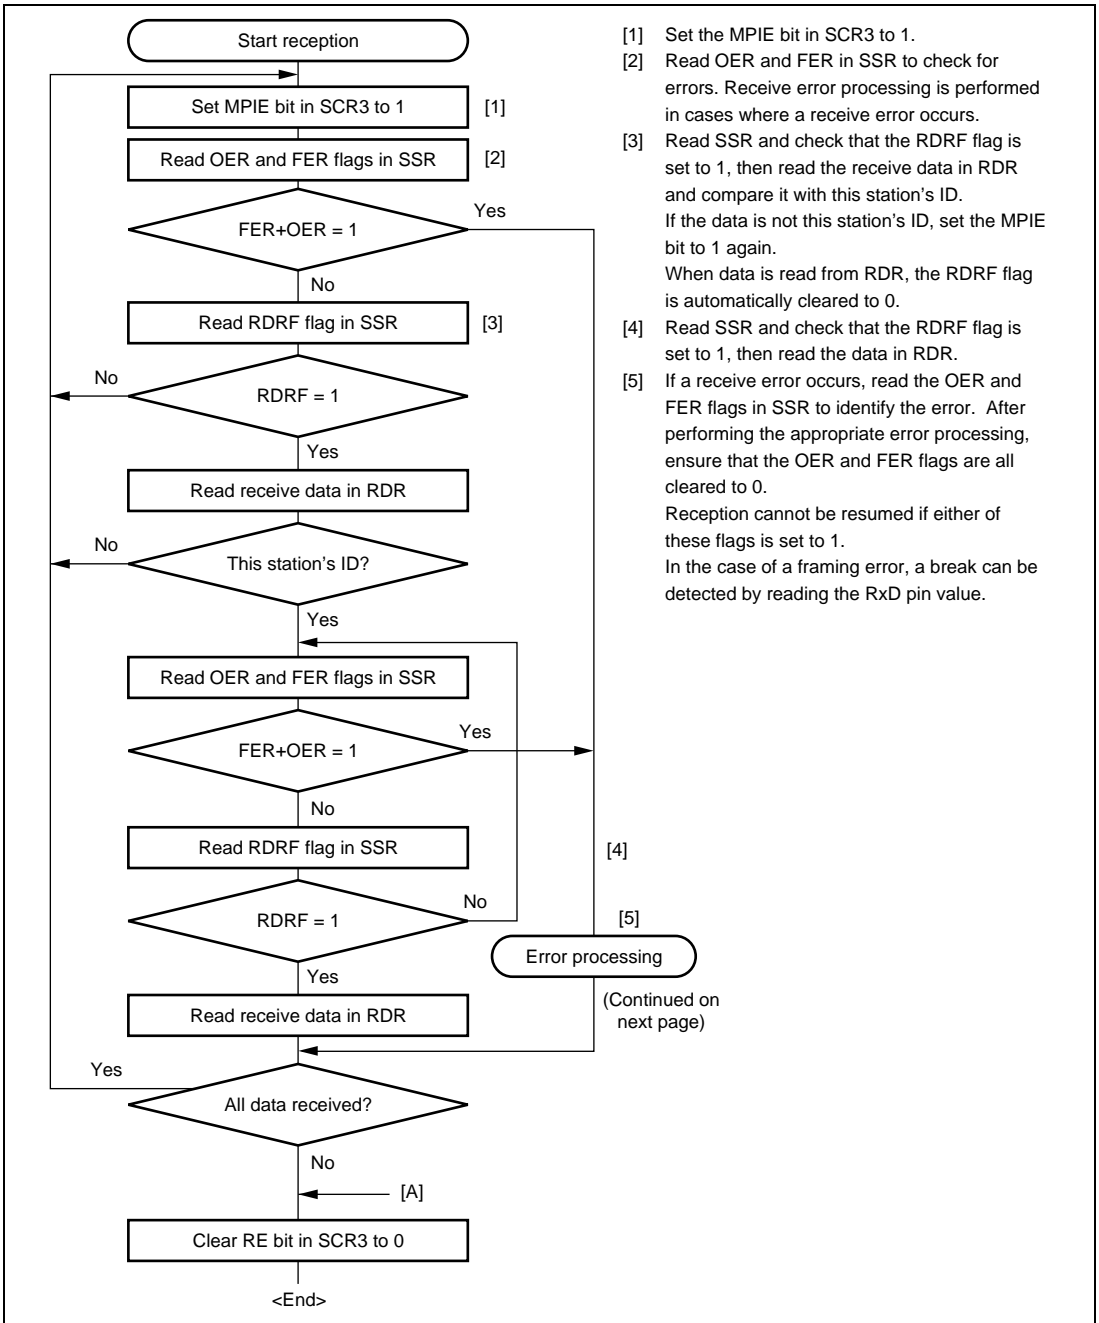 Start reception
Set MPIE bit in SCR3 to 1
[1]
Read OER and FER flags in SSR
[2]
FER+OER = 1
Yes
No
Read RDRF flag in SSR
[3]
No
RDRF = 1
Yes
Read receive data in RDR
No
This station's ID?
Yes
Read OER and FER flags in SSR
FER+OER = 1
Yes
No
Read RDRF flag in SSR
[4]
RDRF = 1
No
[5]
Error processing
Yes
(Continued on
next page)
Read receive data in RDR
Yes
All data received?
No
[A]
Clear RE bit in SCR3 to 0
<End>
[1] Set the MPIE bit in SCR3 to 1.
[2] Read OER and FER in SSR to check for
errors. Receive error processing is performed
in cases where a receive error occurs.
[3] Read SSR and check that the RDRF flag is
set to 1, then read the receive data in RDR
and compare it with this station's ID.
If the data is not this station's ID, set the MPIE
bit to 1 again.
When data is read from RDR, the RDRF flag
is automatically cleared to 0.
[4] Read SSR and check that the RDRF flag is
set to 1, then read the data in RDR.
[5] If a receive error occurs, read the OER and
FER flags in SSR to identify the error. After
performing the appropriate error processing,
ensure that the OER and FER flags are all
cleared to 0.
Reception cannot be resumed if either of
these flags is set to 1.
In the case of a framing error, a break can be
detected by reading the RxD pin value.